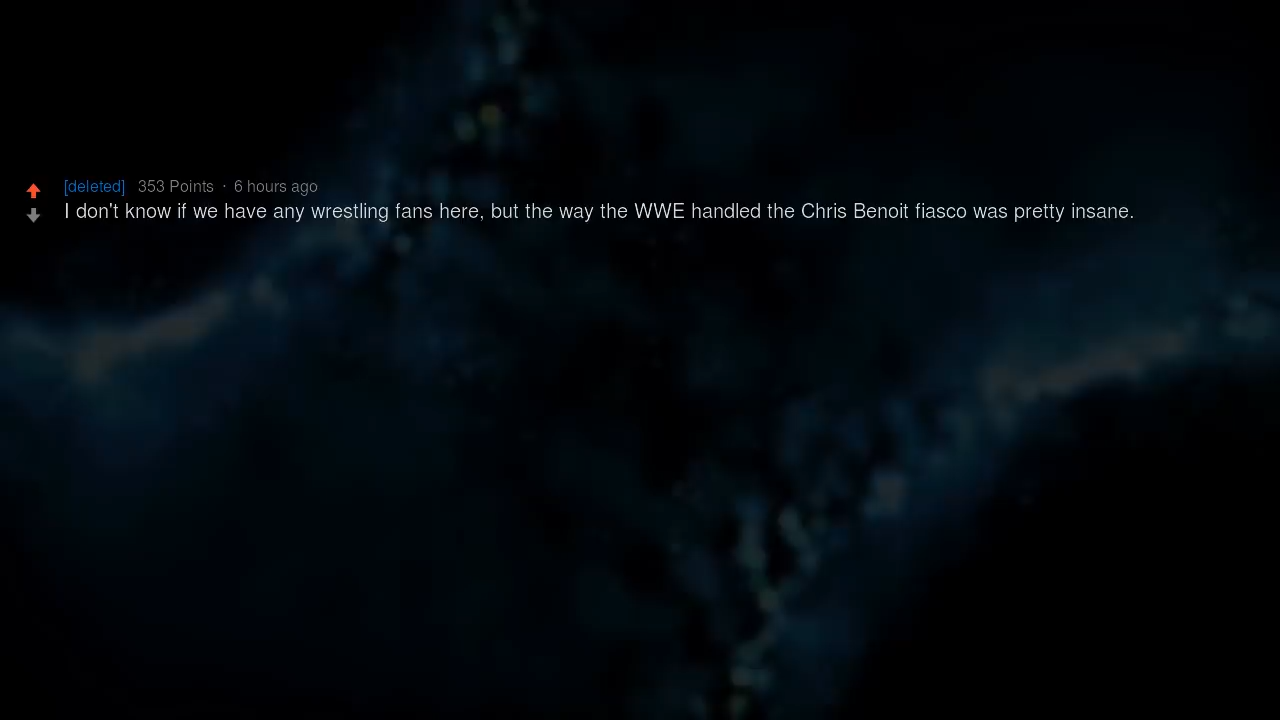 [deleted] 353 Points · 6 hours ago
I don't know if we have any wrestling fans here, but the way the WWE handled the Chris Benoit fiasco was pretty insane.